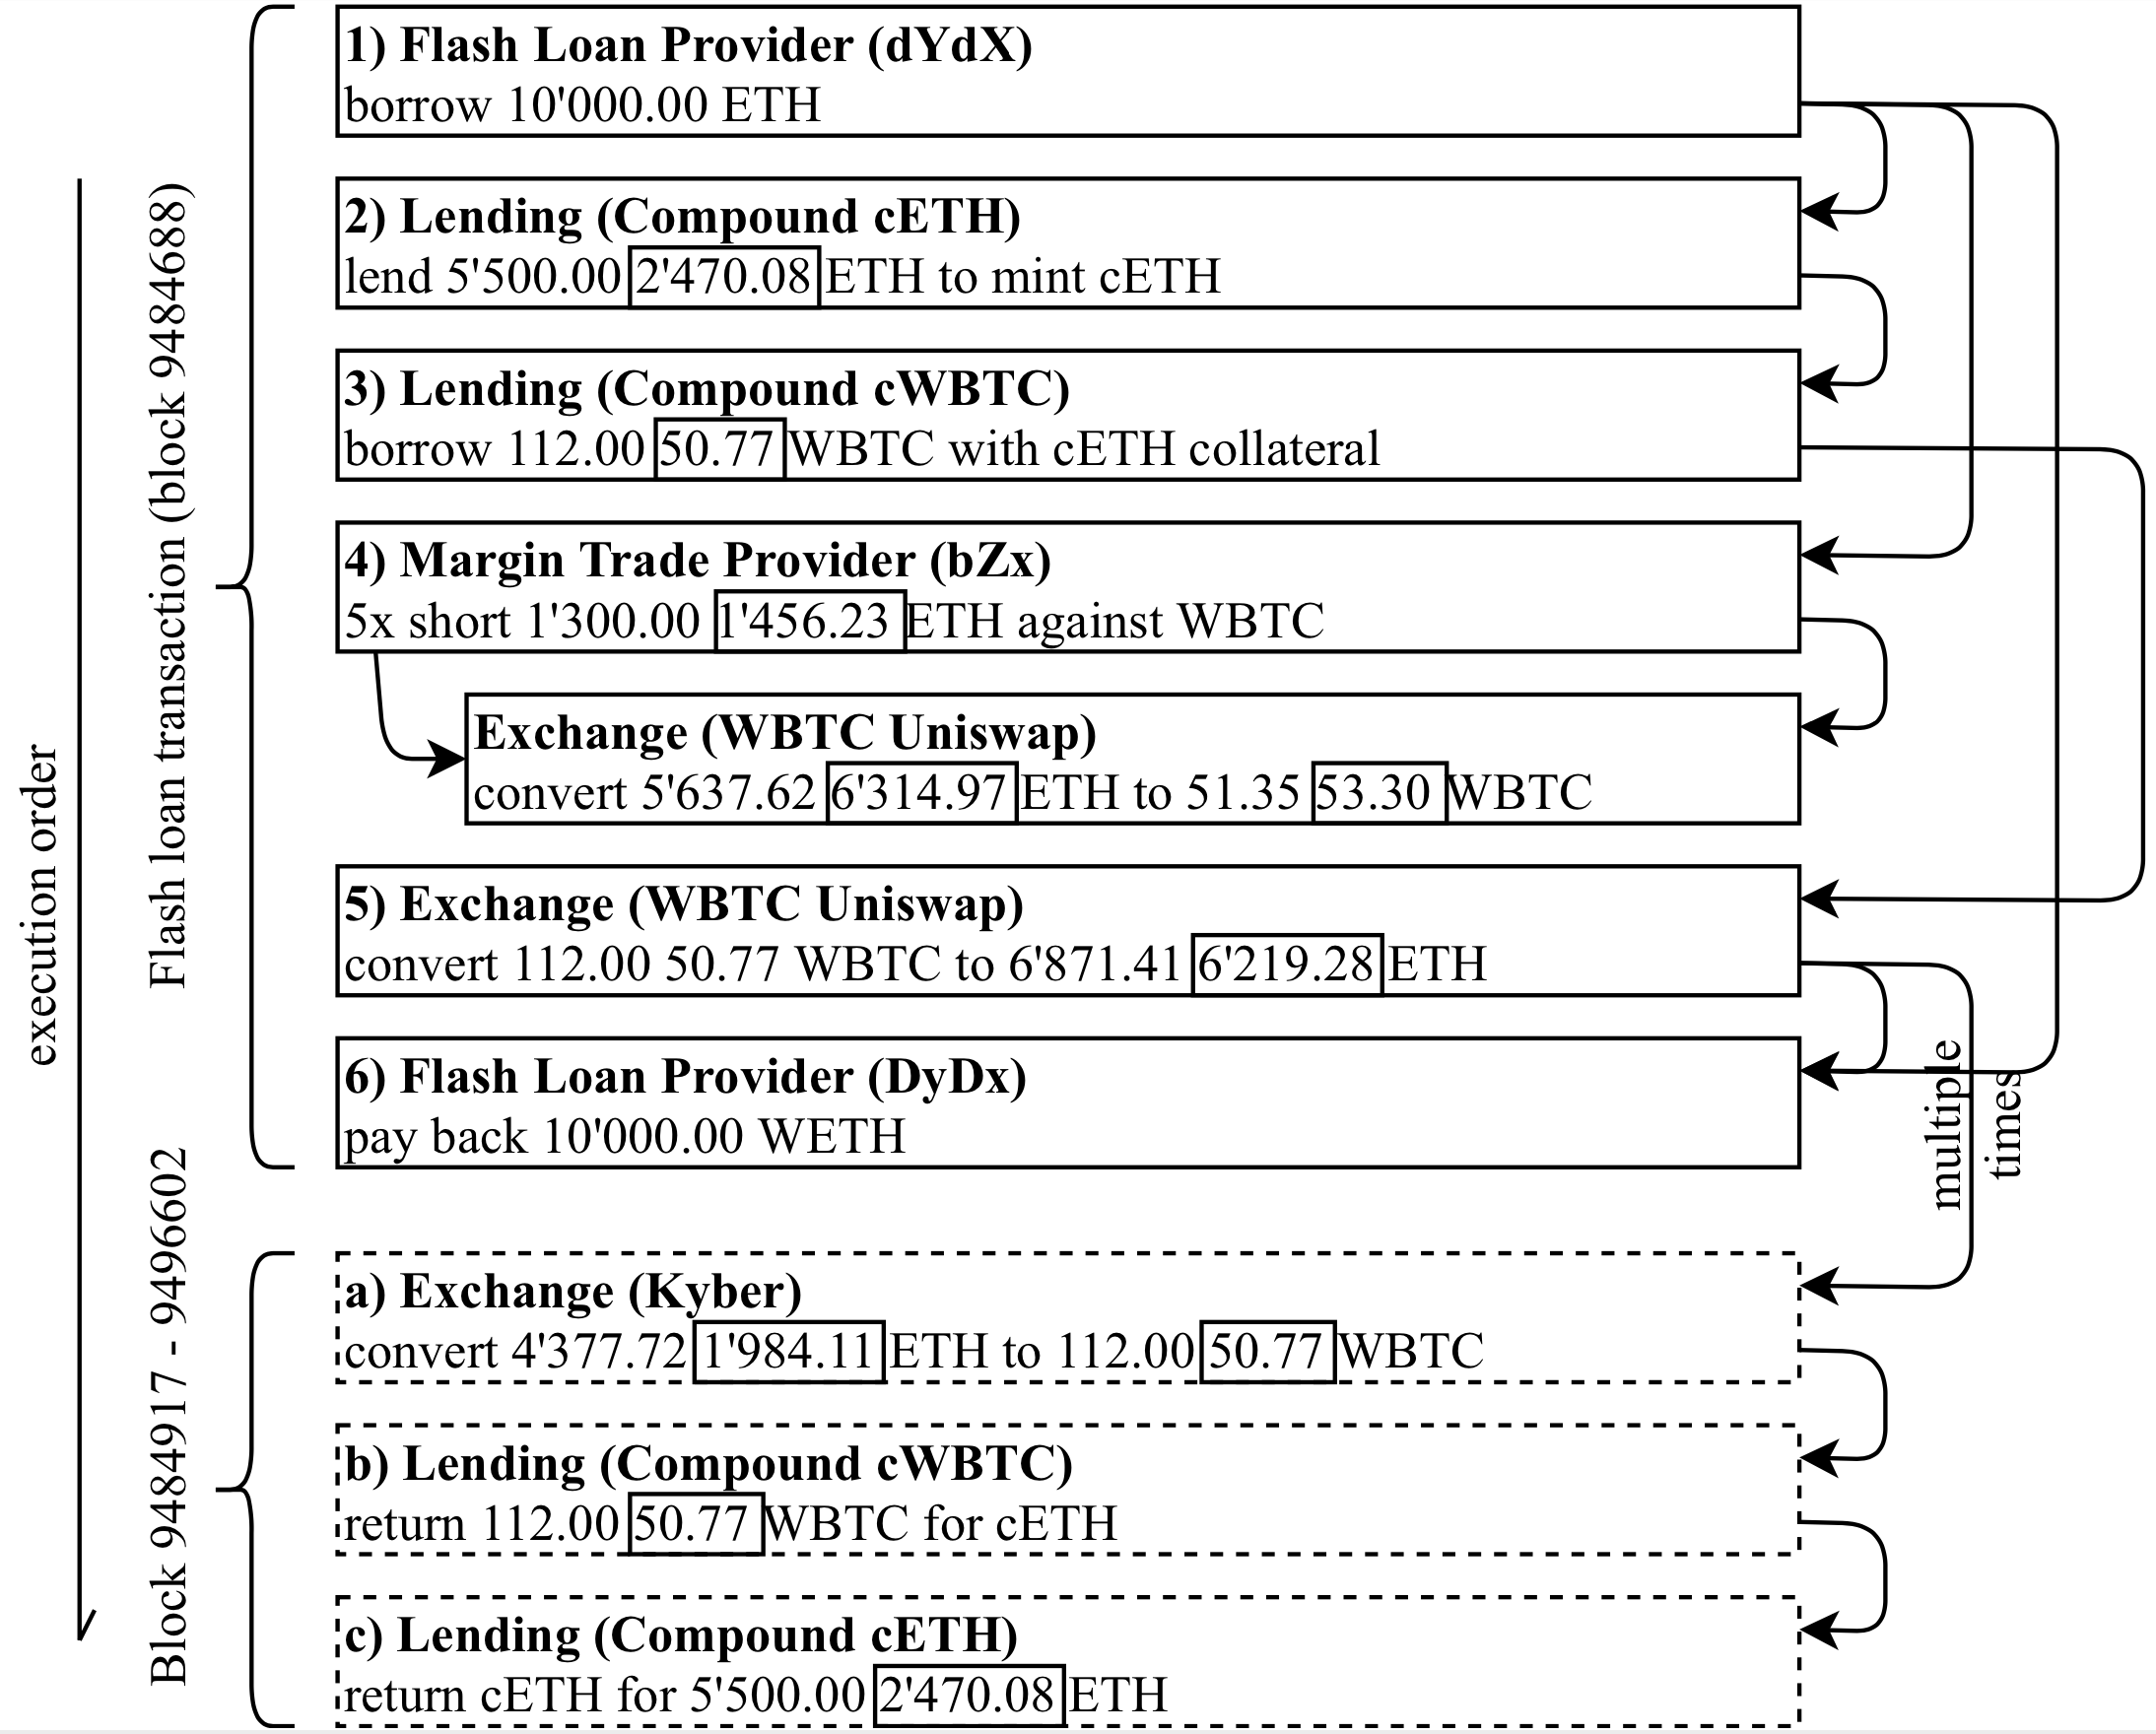 1) Flash Loan Provider (dYdX)
borrow 10'000.00 ETH
2) Lending (Compound cETH)
lend 5'500.00 2'470.08 ETH to mint cETH
3) Lending (Compound cWBTC)
borrow 112.00 50.77 WBTC with cETH collateral
4) Margin Trade Provider (bZx)
5x short 1'300.00 1'456.23 ETH against WBTC
Exchange (WBTC Uniswap)
convert 5'637.62 6'314.97 ETH to 51.35 53.30 WBTC
5) Exchange (WBTC Uniswap)
convert 112.00 50.77 WBTC to 6'871.41 6'219.28 ETH
6) Flash Loan Provider (DyDx)
pay back 10'000.00 WETH
a) Exchange (Kyber)
convert 4'377.72 1'984.11 ETH to 112.00 50.77 WBTC
b) Lending (Compound cWBTC)
return 112.00 50.77 WBTC for cETH
c) Lending (Compound cETH)
return cETH for 5'500.00 2'470.08 ETH
execution order
Flash loan transaction (block 9484688)
Block 9484917 - 9496602
multiple
times